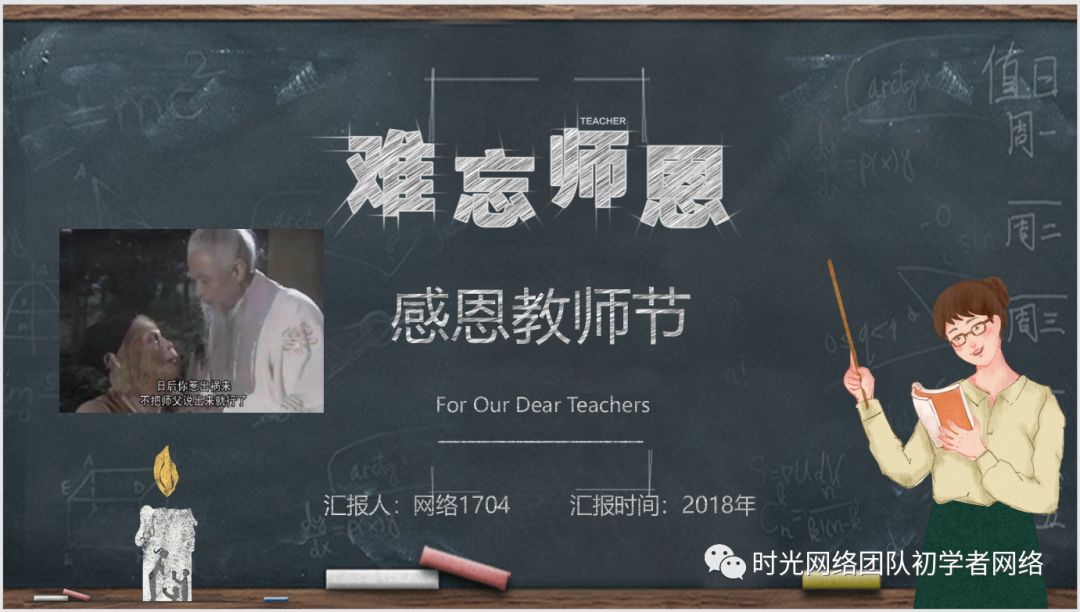 TEACHER
难忘师恩
感恩教师节
日后你惹出祸来
不把师父说出来就行了
For Our Dear Teachers
汇报人：网络1704
汇报时间：2018年
值日
周一
周二
周三
时光网络团队初学者网络